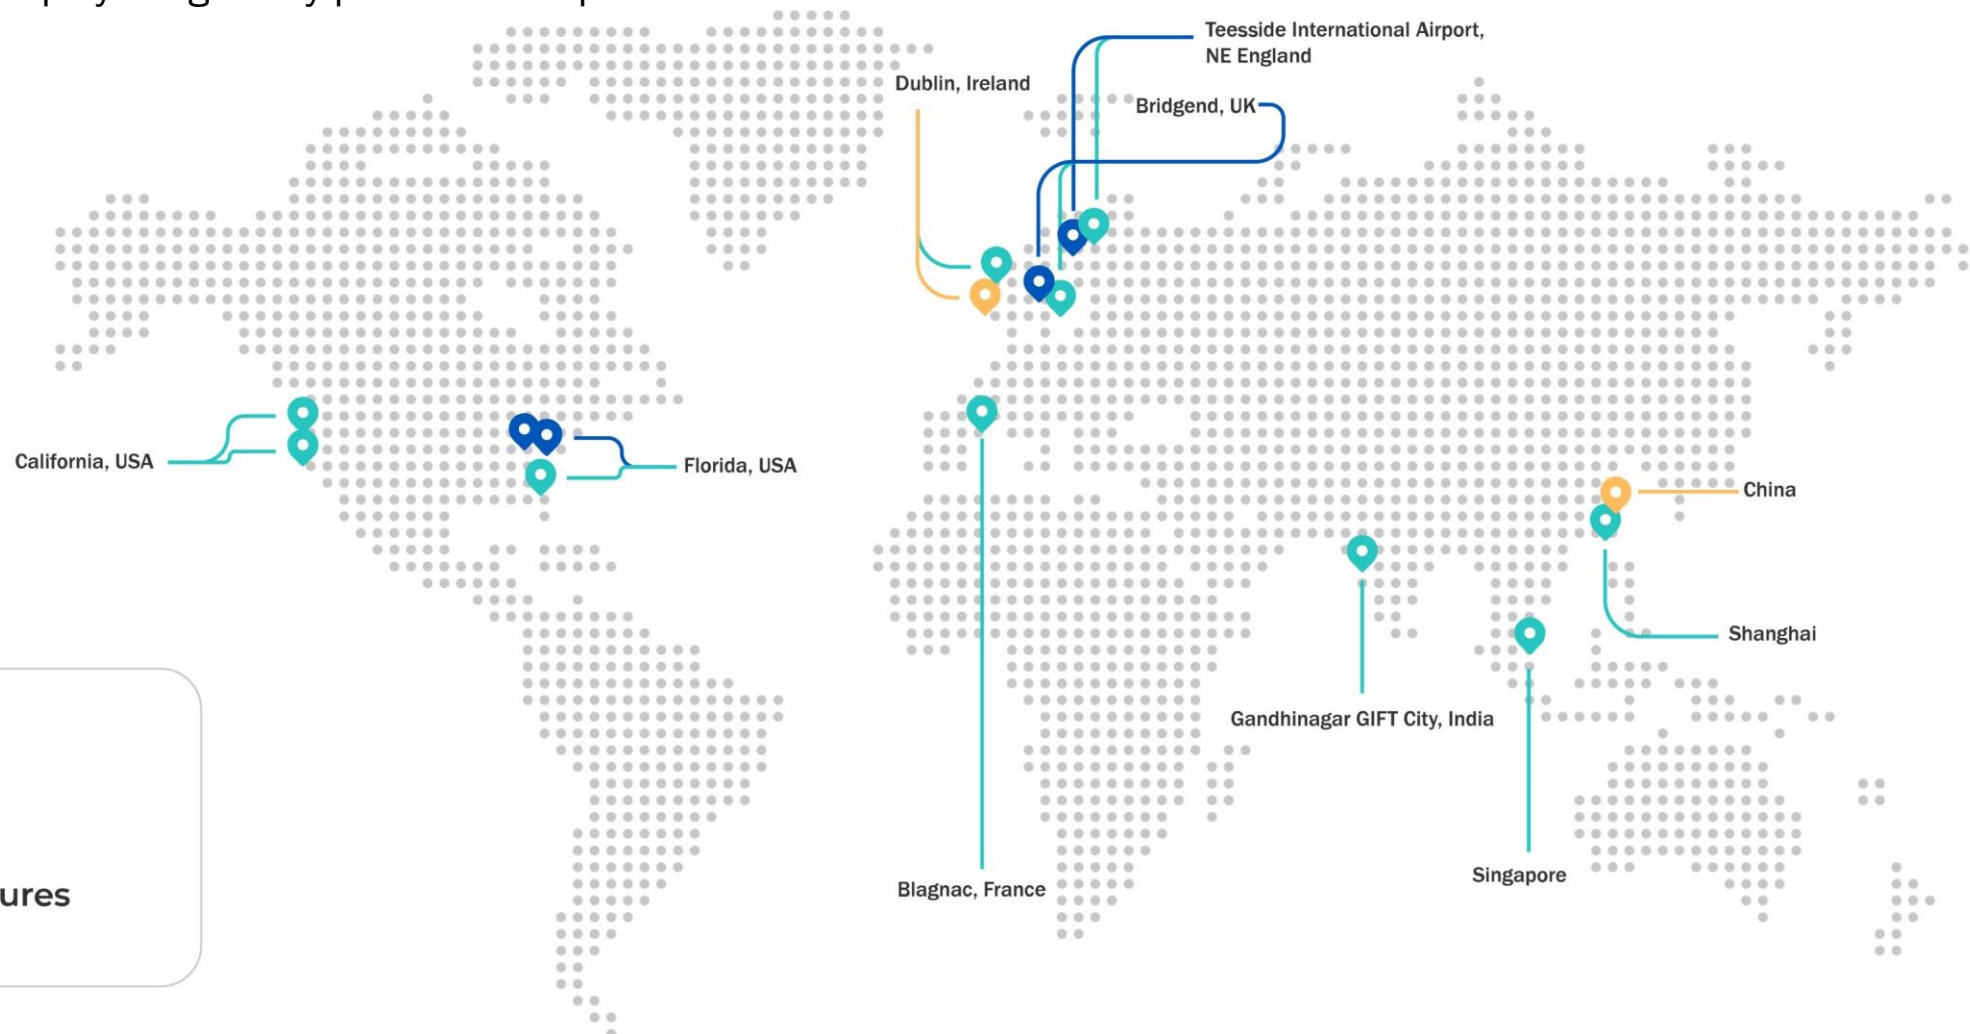 Teesside International Airport,
NE England
Dublin, Ireland
Bridgend, UK
California, USA
Florida, USA
China
Shanghai
Gandhinagar GIFT City, India
Singapore
Blagnac, France
ures